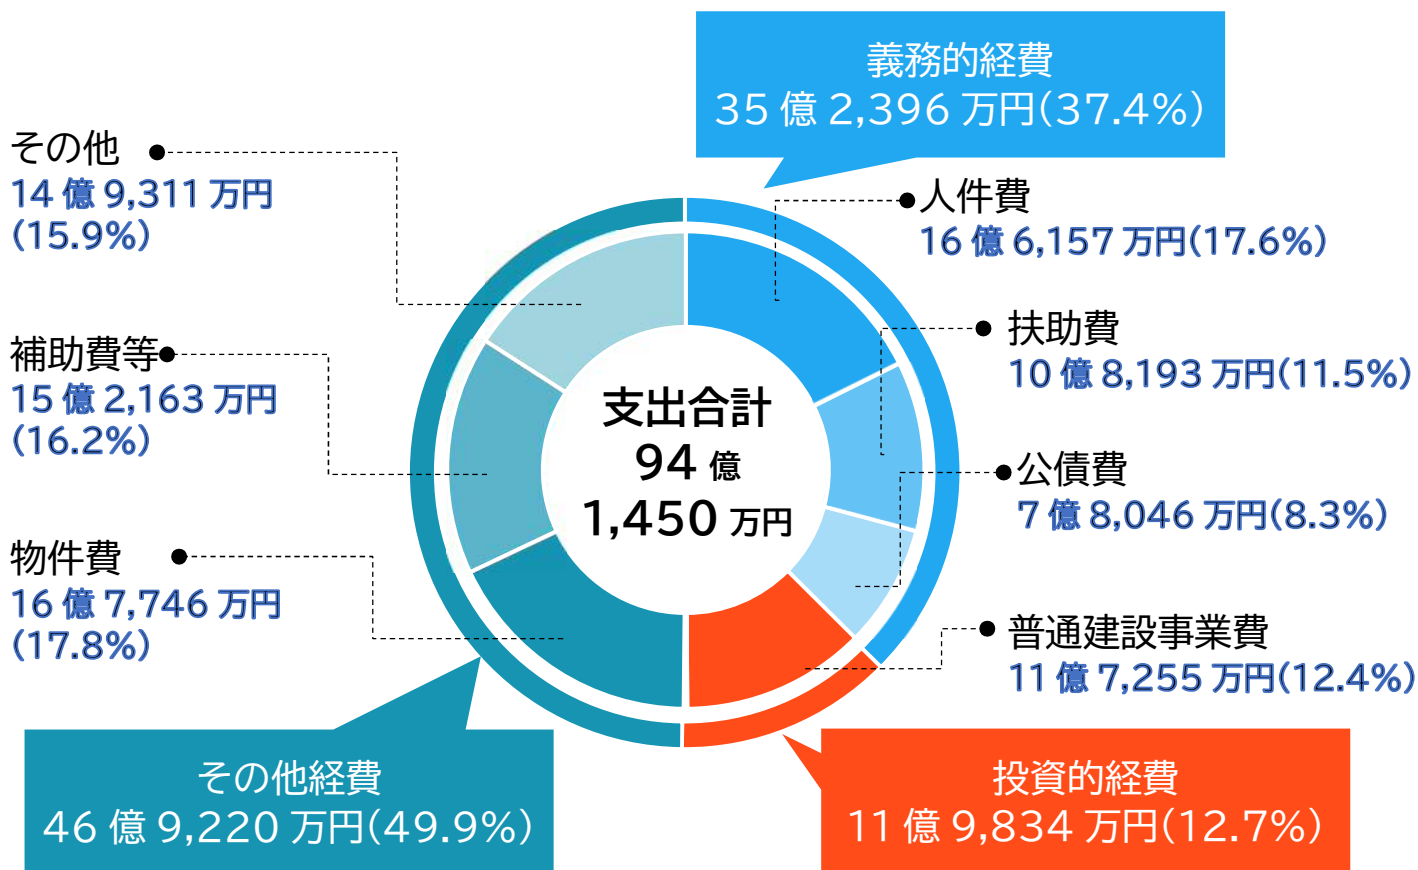 義務的経費
35 億 2,396 万円(37.4%)
その他
14 億 9,311 万円
(15.9%)
人件費
16 億 6,157 万円(17.6%)
扶助費
10 億 8,193 万円(11.5%)
補助費等
15 億 2,163 万円
(16.2%)
支出合計
94 億
1,450 万円
公債費
7 億 8,046 万円(8.3%)
物件費
16 億 7,746 万円
(17.8%)
普通建設事業費
11 億 7,255 万円(12.4%)
その他経費
46 億 9,220 万円(49.9%)
投資的経費
11 億 9,834 万円(12.7%)